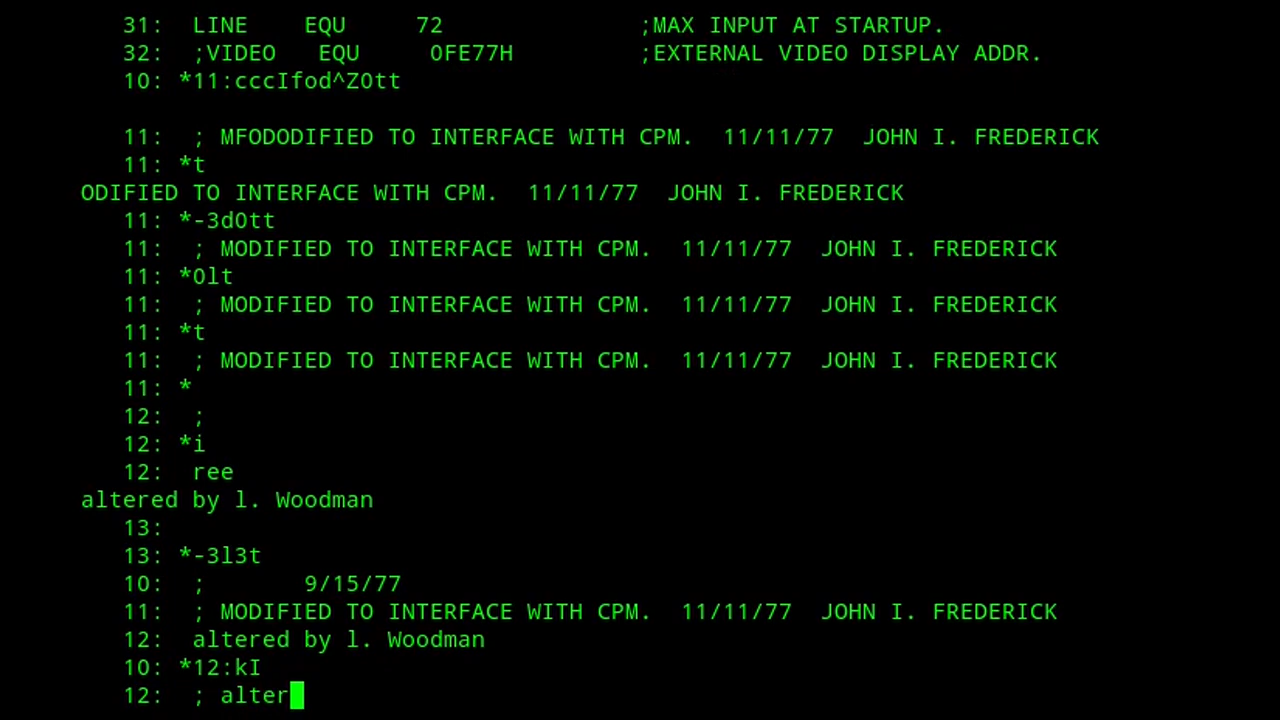 31:  LINE    EQU     72              ;MAX INPUT AT STARTUP.
32:  ;VIDEO   EQU     0FE77H         ;EXTERNAL VIDEO DISPLAY ADDR.
10: *11:cccIfod^Z0tt
11:  ; MFODODIFIED TO INTERFACE WITH CPM.  11/11/77  JOHN I. FREDERICK
11: *t
ODIFIED TO INTERFACE WITH CPM.  11/11/77  JOHN I. FREDERICK
11: *-3d0tt
11:  ; MODIFIED TO INTERFACE WITH CPM.  11/11/77  JOHN I. FREDERICK
11: *0lt
11:  ; MODIFIED TO INTERFACE WITH CPM.  11/11/77  JOHN I. FREDERICK
11: *t
11:  ; MODIFIED TO INTERFACE WITH CPM.  11/11/77  JOHN I. FREDERICK
11: *
12:  ;
12: *i
12:  ree
altered by l. Woodman
13:
13: *-3l3t
10:  ;       9/15/77
11:  ; MODIFIED TO INTERFACE WITH CPM.  11/11/77  JOHN I. FREDERICK
12:  altered by l. Woodman
10: *12:kI
12:  ; alter